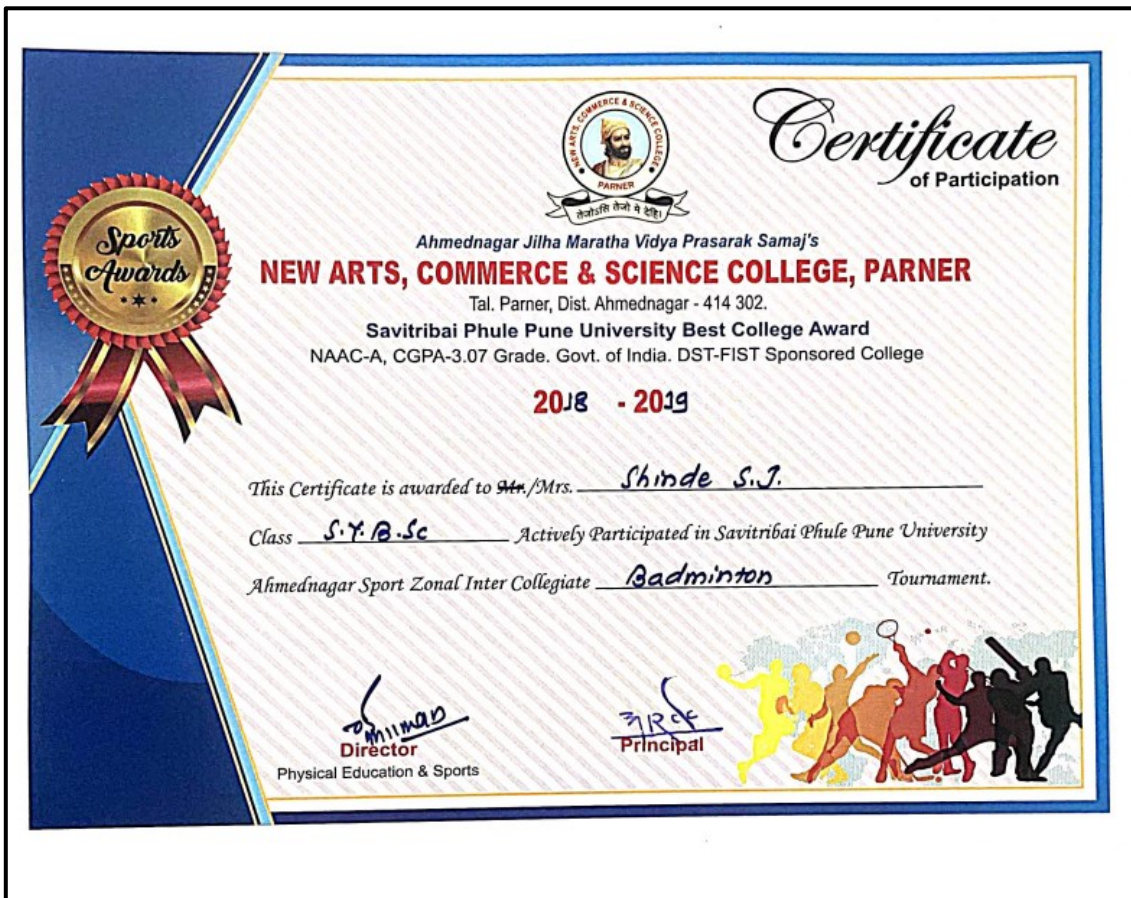 NEW ARTS, COMMERCE & SCIENCE COLLEGE
PARNER
तेजोऽसि तेजो मे देहि।
Certificate
of Participation
Sports
Awards
Ahmednagar Jilha Maratha Vidya Prasarak Samaj's
NEW ARTS, COMMERCE & SCIENCE COLLEGE, PARNER
Tal. Parner, Dist. Ahmednagar - 414 302.
Savitribai Phule Pune University Best College Award
NAAC-A, CGPA-3.07 Grade. Govt. of India. DST-FIST Sponsored College
2018 - 2019
This Certificate is awarded to Mr./Mrs. Shinde S.J.
Class S.Y.B.Sc Actively Participated in Savitribai Phule Pune University
Ahmednagar Sport Zonal Inter Collegiate Badminton Tournament.
Director
Physical Education & Sports
Principal